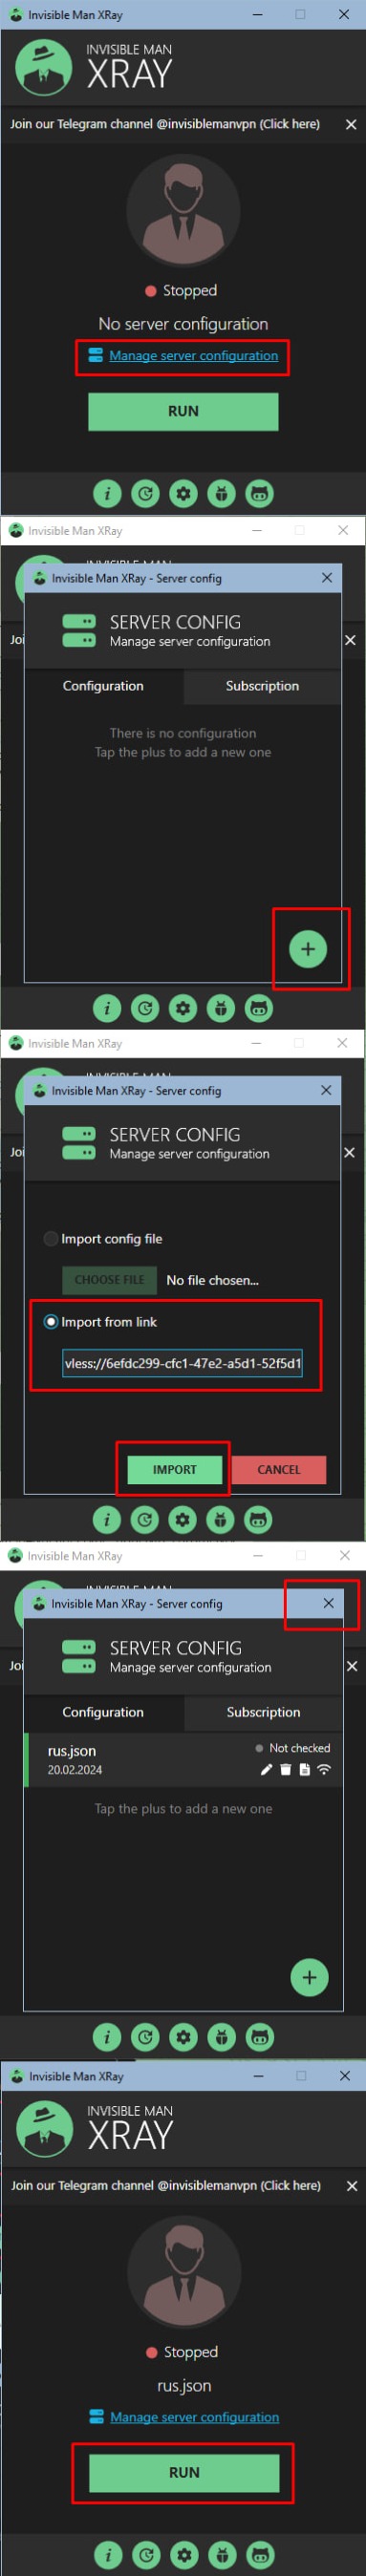 Invisible Man XRay
INVISIBLE MAN
XRAY
Join our Telegram channel @invisiblemanvpn (Click here)
Stopped
No server configuration
Manage server configuration
RUN
Invisible Man XRay
Invisible Man XRay - Server config
SERVER CONFIG
Manage server configuration
Joi
Configuration
Subscription
There is no configuration
Tap the plus to add a new one
Invisible Man XRay
Invisible Man XRay - Server config
SERVER CONFIG
Manage server configuration
Joi
Import config file
CHOOSE FILE
No file chosen...
Import from link
vless://6efdc299-cfc1-47e2-a5d1-52f5d1
IMPORT
CANCEL
Invisible Man XRay
Invisible Man XRay - Server config
SERVER CONFIG
Manage server configuration
Joi
Configuration
Subscription
rus.json
Not checked
20.02.2024
Tap the plus to add a new one
Invisible Man XRay
INVISIBLE MAN
XRAY
Join our Telegram channel @invisiblemanvpn (Click here)
Stopped
rus.json
Manage server configuration
RUN